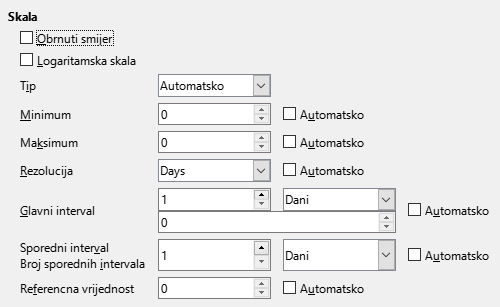 Skala
Obrnuti smijer
Logaritamska skala
Tip Automatsko
Minimum 0 Automatsko
Maksimum 0 Automatsko
Rezolucija Days Automatsko
Glavni interval 1 Dani Automatsko
0
Sporedni interval 1 Dani Automatsko
Broj sporednih intervala
Referencna vrijednost 0 Automatsko